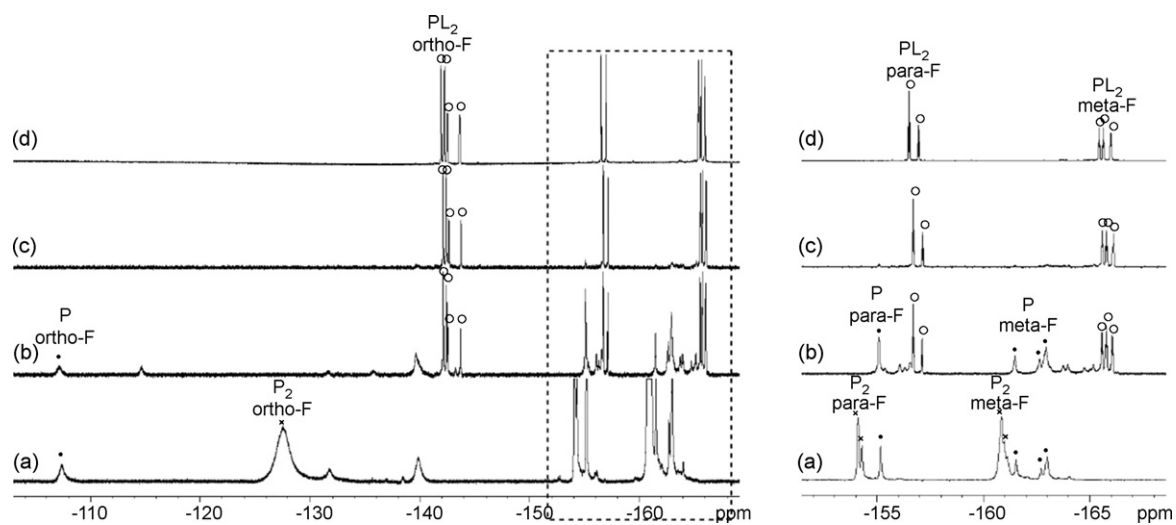 PL2
ortho-F
PL2
para-F
PL2
meta-F
(d)
(d)
(c)
(c)
P
ortho-F
P
para-F
P
meta-F
(b)
(b)
P2
ortho-F
P2
para-F
P2
meta-F
(a)
(a)
-110 -120 -130 -140 -150 -160 ppm
-155 -160 -165 ppm